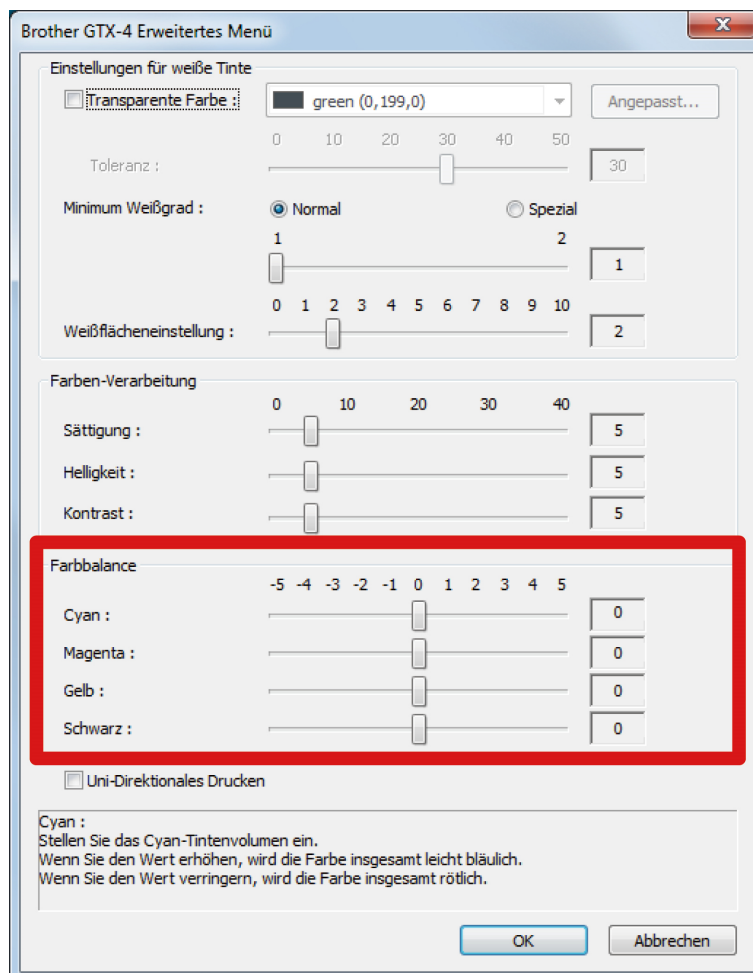 Brother GTX-4 Erweitertes Menü
Einstellungen für weiße Tinte
Transparente Farbe : green (0,199,0) Angepasst...
0 10 20 30 40 50
Toleranz : 30
Minimum Weißgrad : Normal Spezial
1 2
1
0 1 2 3 4 5 6 7 8 9 10
Weißflächeneinstellung : 2
Farben-Verarbeitung
0 10 20 30 40
Sättigung : 5
Helligkeit : 5
Kontrast : 5
Farbbalance
-5 -4 -3 -2 -1 0 1 2 3 4 5
Cyan : 0
Magenta : 0
Gelb : 0
Schwarz : 0
Uni-Direktionales Drucken
Cyan :
Stellen Sie das Cyan-Tintenvolumen ein.
Wenn Sie den Wert erhöhen, wird die Farbe insgesamt leicht bläulich.
Wenn Sie den Wert verringern, wird die Farbe insgesamt rötlich.
OK Abbrechen